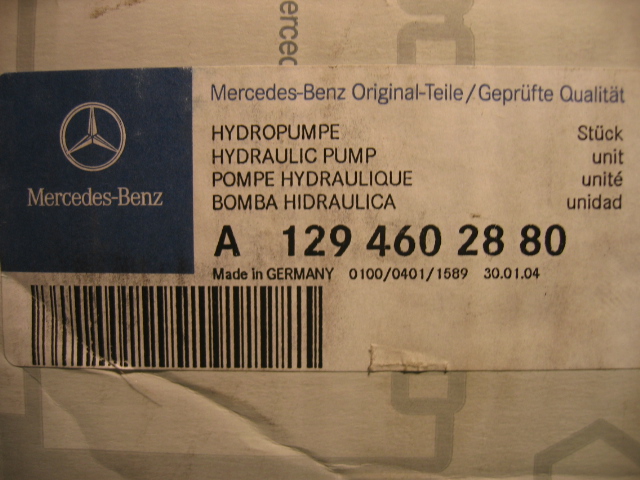 Mercedes
Mercedes-Benz
Mercedes-Benz Original-Teile/Geprüfte Qualität
HYDROPUMPE Stück
HYDRAULIC PUMP unit
POMPE HYDRAULIQUE unité
BOMBA HIDRAULICA unidad
A 129 460 28 80
Made in GERMANY 0100/0401/1589 30.01.04